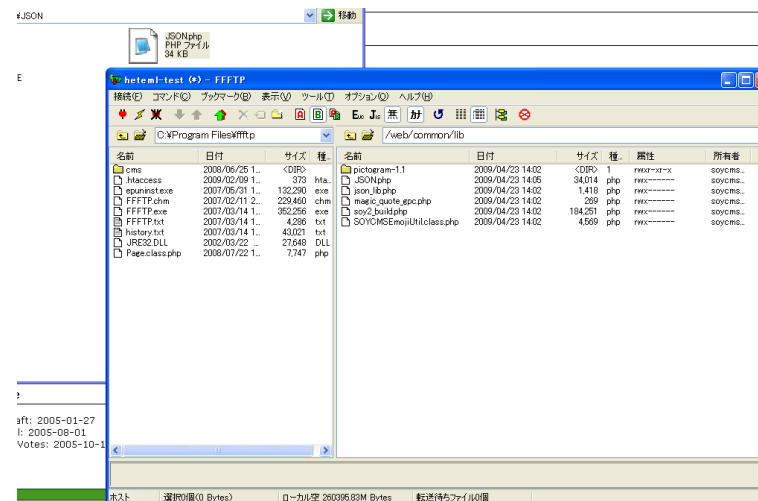 ¥JSON
移動
JSON.php
PHP ファイル
34 KB
E
heteml-test (*) - FFFTP
接続(F) コマンド(C) ブックマーク(B) 表示(V) ツール(T) オプション(O) ヘルプ(H)
C:¥Program Files¥ffftp
/web/common/lib
名前 日付 サイズ 種..
cms 2008/06/25 1... <DIR>
.htaccess 2009/02/09 1... 373 hta..
epuninst.exe 2007/05/31 1... 132,290 exe
FFFTP.chm 2007/02/11 2... 229,460 chm
FFFTP.exe 2007/03/14 1... 352,256 exe
FFFTP.txt 2007/03/14 1... 4,286 txt
history.txt 2007/03/14 1... 43,021 txt
JRE32.DLL 2002/03/22 ... 27,648 DLL
Page.class.php 2008/07/22 1... 7,747 php
名前 日付 サイズ 種.. 属性 所有者
pictogram-1.1 2009/04/23 14:02 <DIR> 1 rwxr-xr-x soycms...
JSON.php 2009/04/23 14:05 34,014 php rwx------ soycms...
json_lib.php 2009/04/23 14:02 1,418 php rwx------ soycms...
magic_quote_gpc.php 2009/04/23 14:02 269 php rwx------ soycms...
soy2_build.php 2009/04/23 14:02 184,251 php rwx------ soycms...
SOYCMSEmojiUtil.class.php 2009/04/23 14:02 4,569 php rwx------ soycms...
aft: 2005-01-27
l: 2005-08-01
Votes: 2005-10-1
ホスト 選択0個(0 Bytes) ローカル空 260395.83M Bytes 転送待ちファイル0個